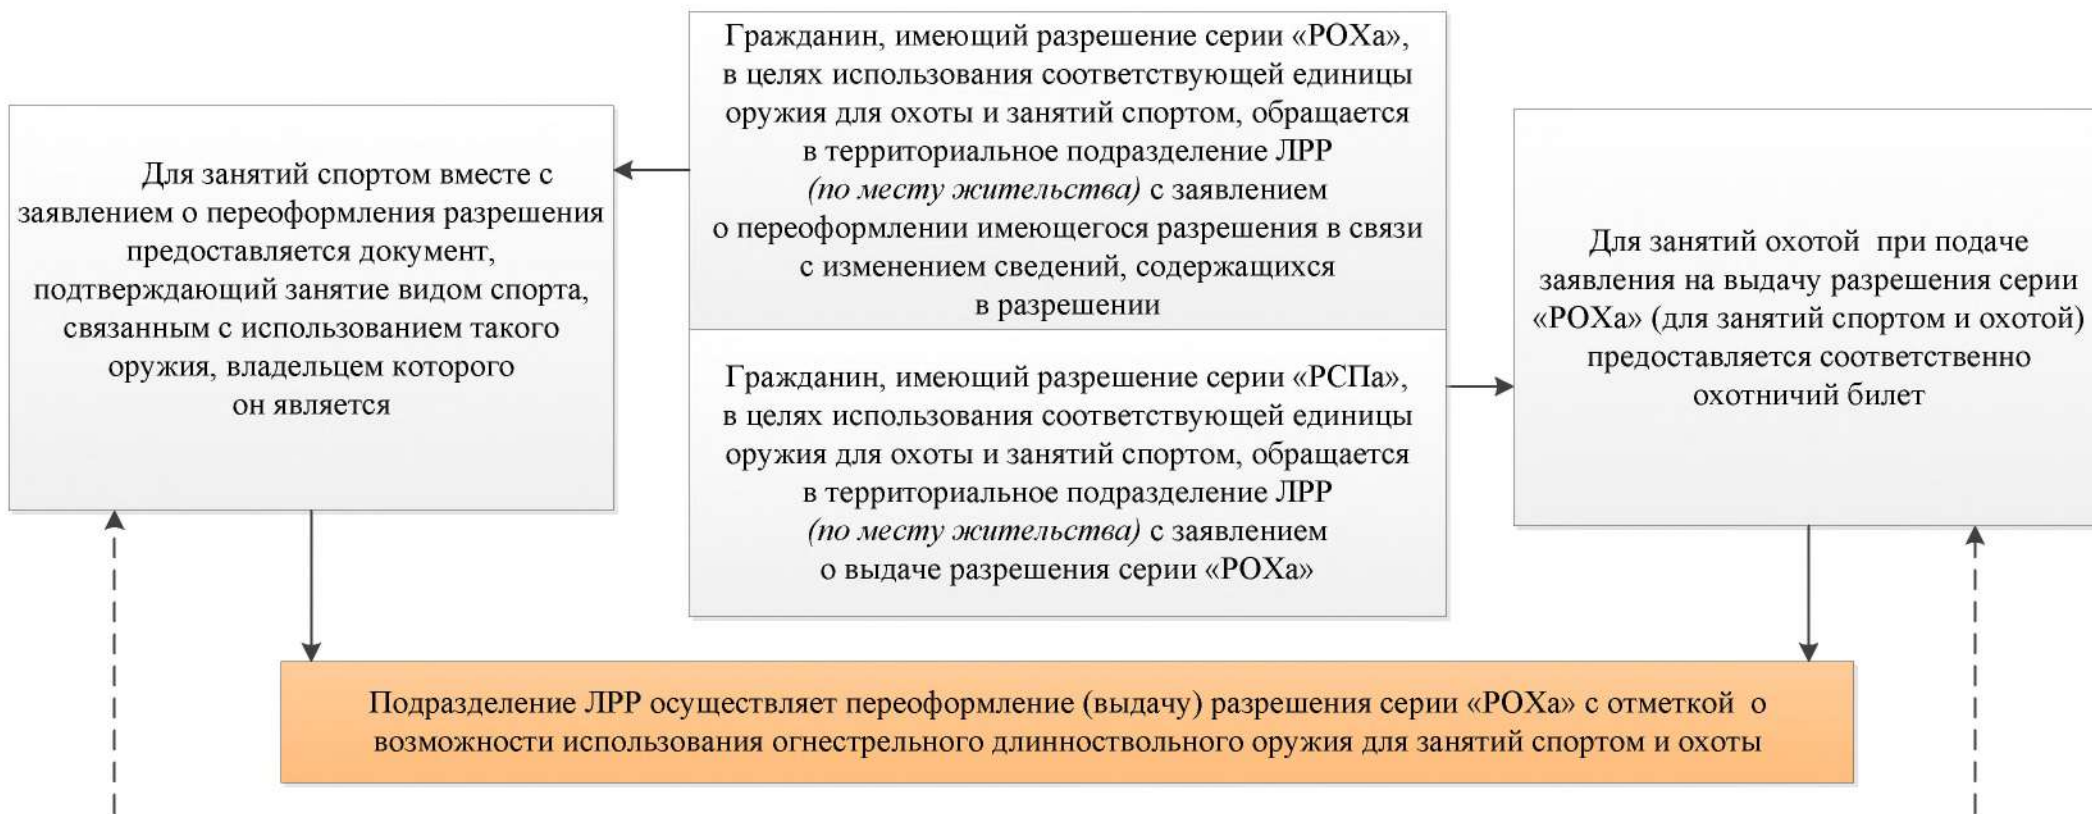 Гражданин, имеющий разрешение серии «РОХа»,
в целях использования соответствующей единицы
оружия для охоты и занятий спортом, обращается
в территориальное подразделение ЛРР
(по месту жительства) с заявлением
о переоформлении имеющегося разрешения в связи
с изменением сведений, содержащихся
в разрешении
Для занятий спортом вместе с
заявлением о переоформления разрешения
предоставляется документ,
подтверждающий занятие видом спорта,
связанным с использованием такого
оружия, владельцем которого
он является
Гражданин, имеющий разрешение серии «РСПа»,
в целях использования соответствующей единицы
оружия для охоты и занятий спортом, обращается
в территориальное подразделение ЛРР
(по месту жительства) с заявлением
о выдаче разрешения серии «РОХа»
Для занятий охотой при подаче
заявления на выдачу разрешения серии
«РОХа» (для занятий спортом и охотой)
предоставляется соответственно
охотничий билет
Подразделение ЛРР осуществляет переоформление (выдачу) разрешения серии «РОХа» с отметкой о
возможности использования огнестрельного длинноствольного оружия для занятий спортом и охоты